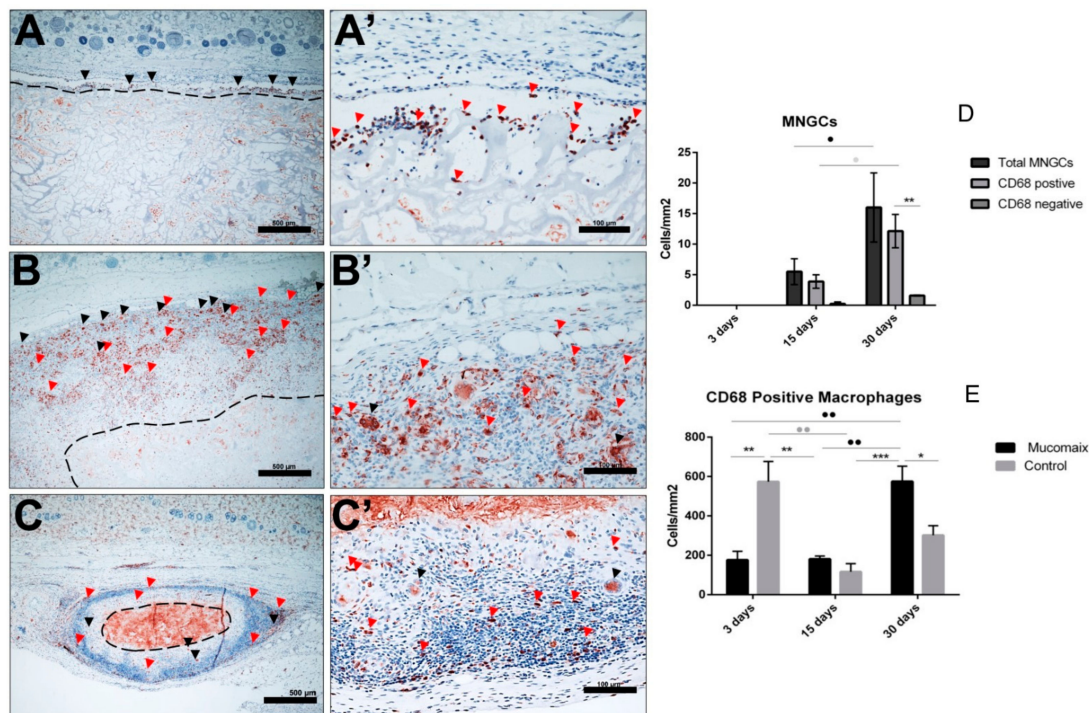 A
500 µm
A'
100 µm
B
500 µm
B'
100 µm
C
500 µm
C'
100 µm
D
MNGCs
Total MNGCs
CD68 postive
CD68 negative
**
25
20
15
10
5
0
Cells/mm2
3 days
15 days
30 days
E
CD68 Positive Macrophages
Mucomaix
Control
** ** *** *
800
600
400
200
0
Cells/mm2
3 days
15 days
30 days